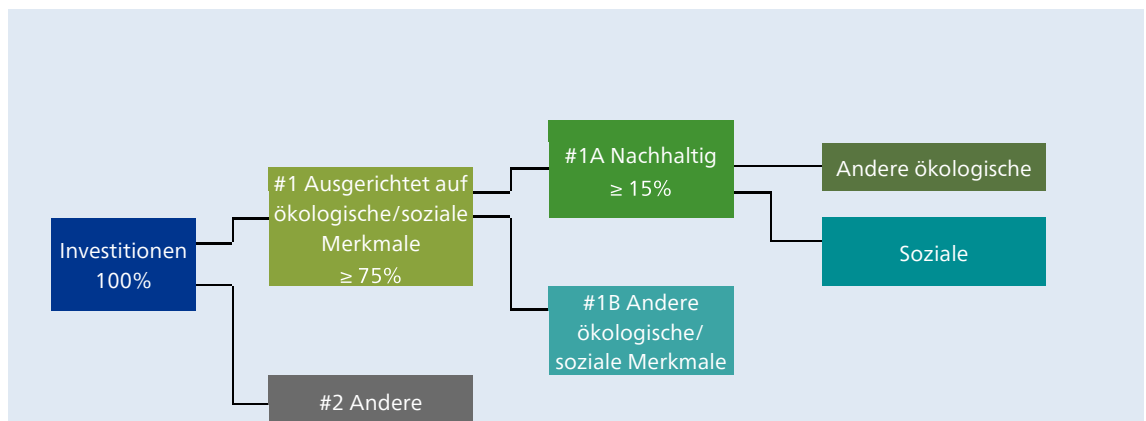 Investitionen
100%
#1 Ausgerichtet auf
ökologische/soziale
Merkmale
≥ 75%
#2 Andere
#1A Nachhaltig
≥ 15%
#1B Andere
ökologische/
soziale Merkmale
Andere ökologische
Soziale